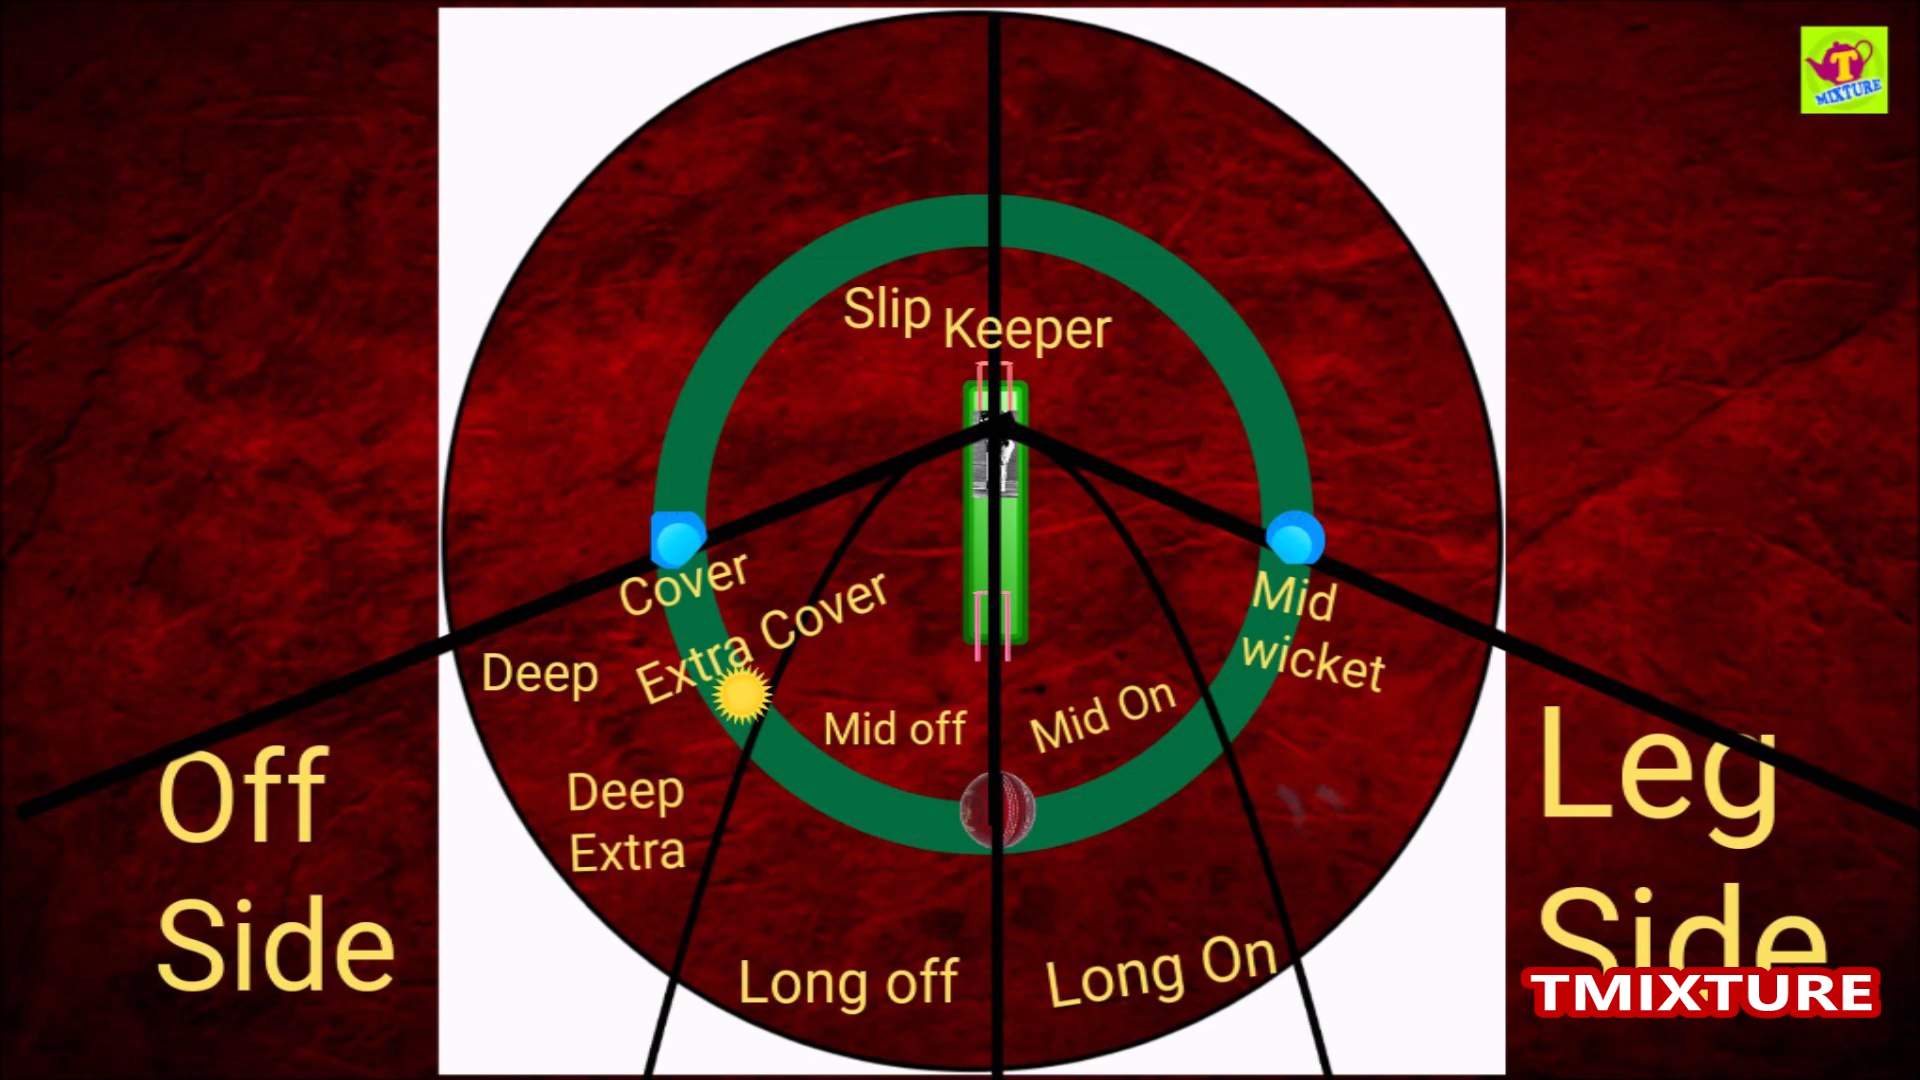 T
MIXTURE
Slip
Keeper
Cover
Extra Cover
Deep
Mid off
Mid On
Mid
wicket
Deep
Extra
Long off
Long On
Off
Side
Leg
Side
TMIXTURE